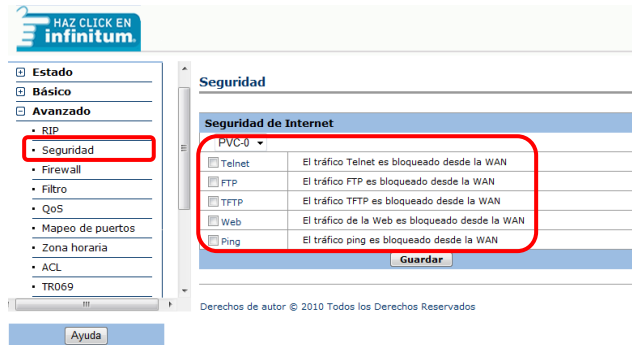 HAZ CLICK EN
infinitum.
Estado
Básico
Avanzado
RIP
Seguridad
Firewall
Filtro
QoS
Mapeo de puertos
Zona horaria
ACL
TR069
Ayuda
Seguridad
Seguridad de Internet
PVC-0
Telnet El tráfico Telnet es bloqueado desde la WAN
FTP El tráfico FTP es bloqueado desde la WAN
TFTP El tráfico TFTP es bloqueado desde la WAN
Web El tráfico de la Web es bloqueado desde la WAN
Ping El tráfico ping es bloqueado desde la WAN
Guardar
Derechos de autor © 2010 Todos los Derechos Reservados